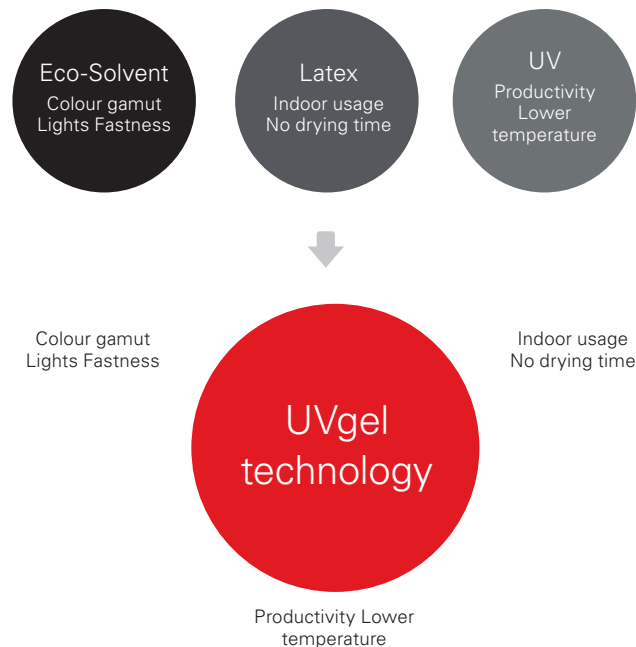 Eco-Solvent
Colour gamut
Lights Fastness
Latex
Indoor usage
No drying time
UV
Productivity
Lower
temperature
Colour gamut
Lights Fastness
Indoor usage
No drying time
UVgel
technology
Productivity Lower
temperature